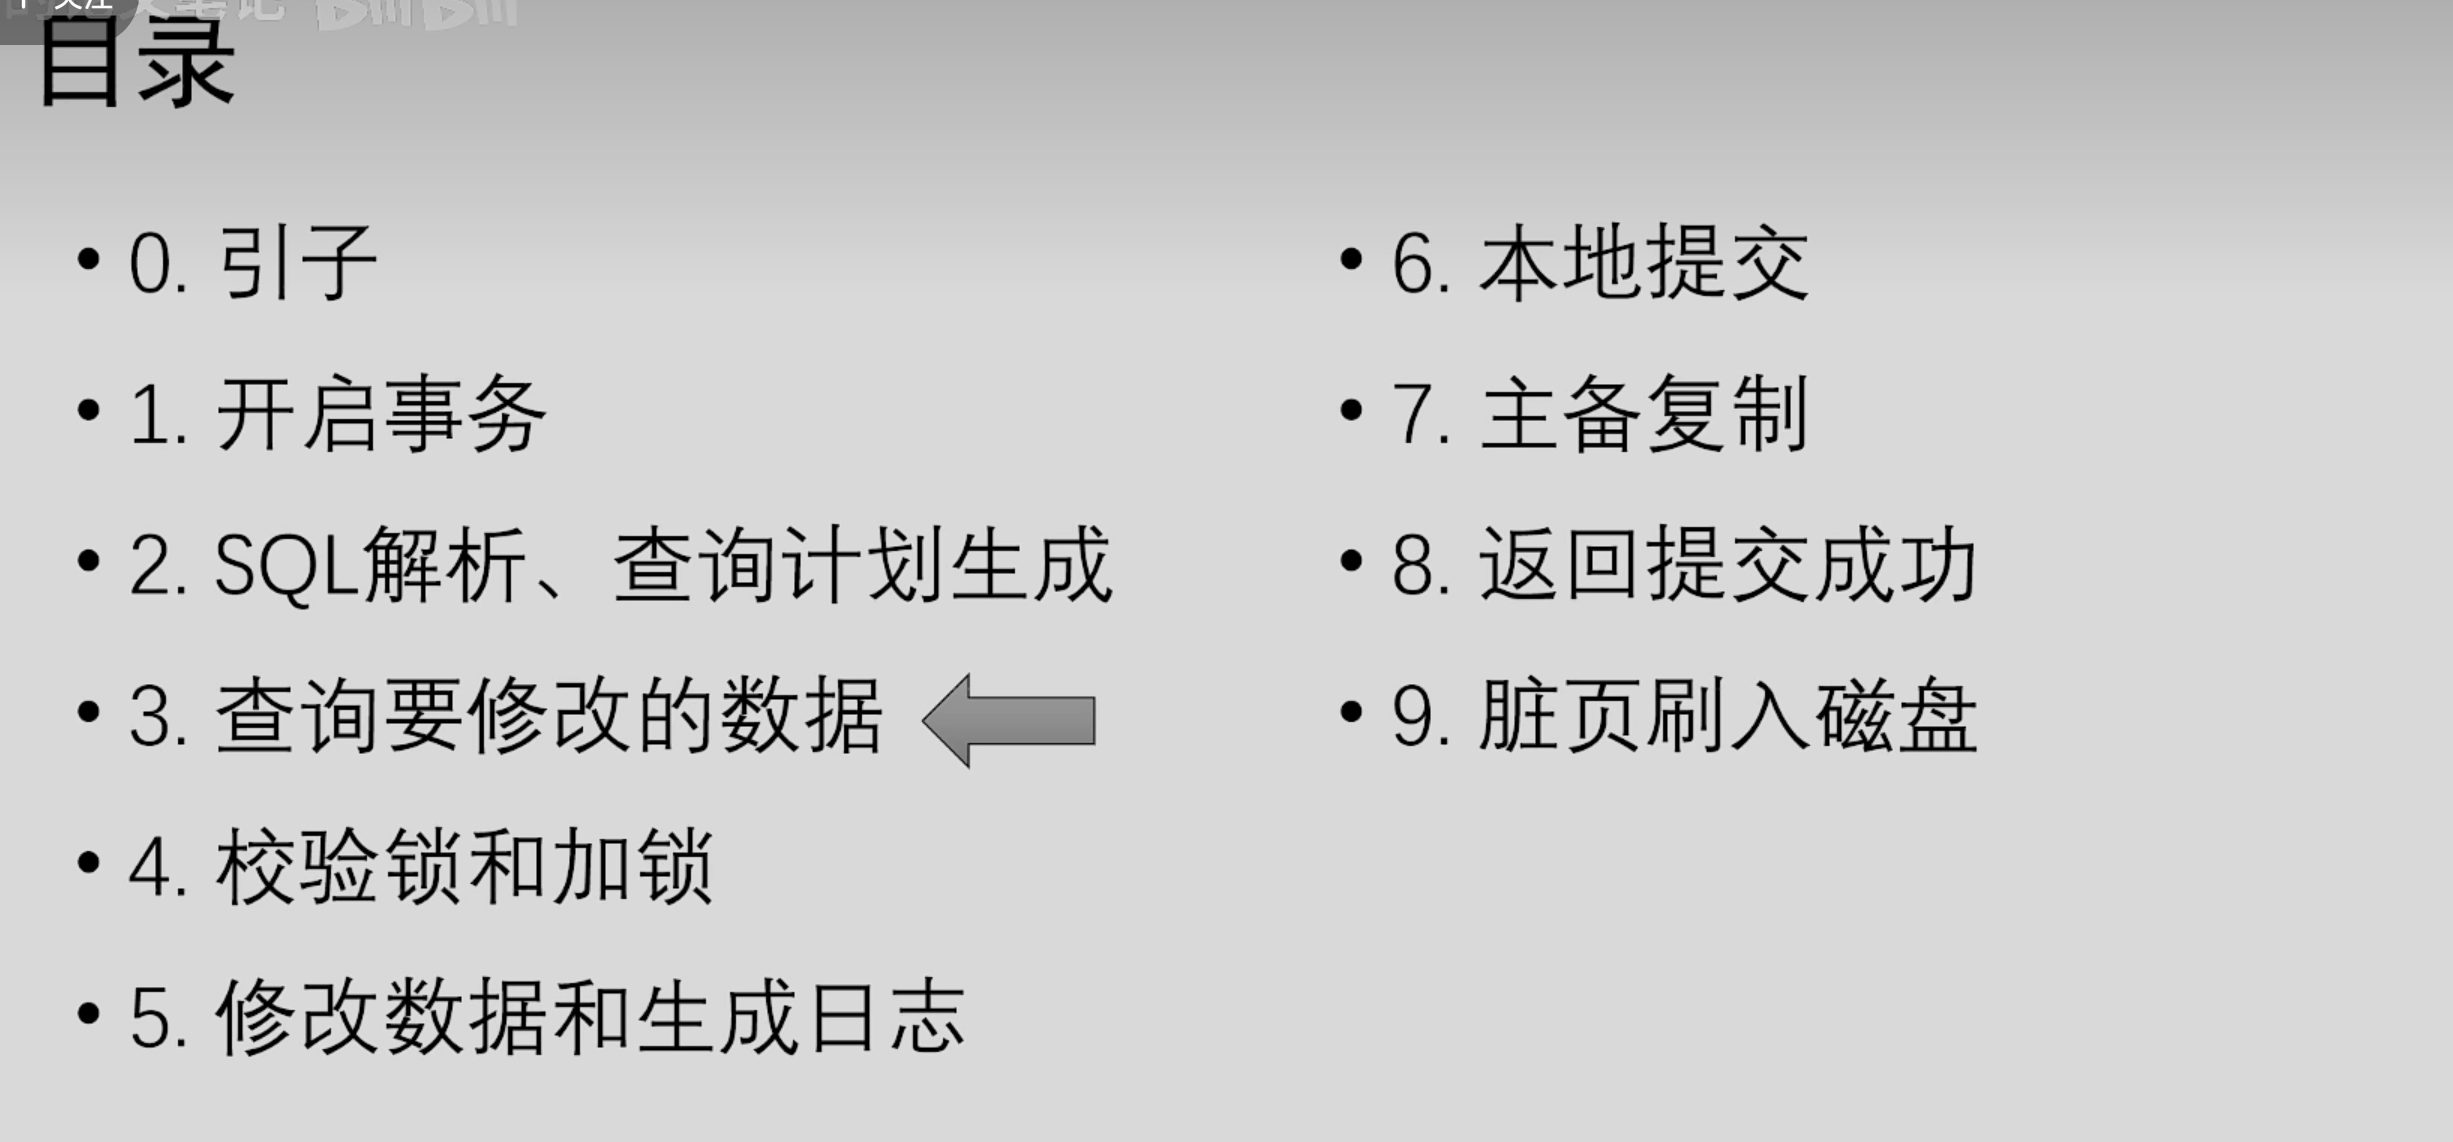 关注
笔记
bilibili
目录
• 0. 引子
• 1. 开启事务
• 2. SQL解析、查询计划生成
• 3. 查询要修改的数据
• 4. 校验锁和加锁
• 5. 修改数据和生成日志
• 6. 本地提交
• 7. 主备复制
• 8. 返回提交成功
• 9. 脏页刷入磁盘